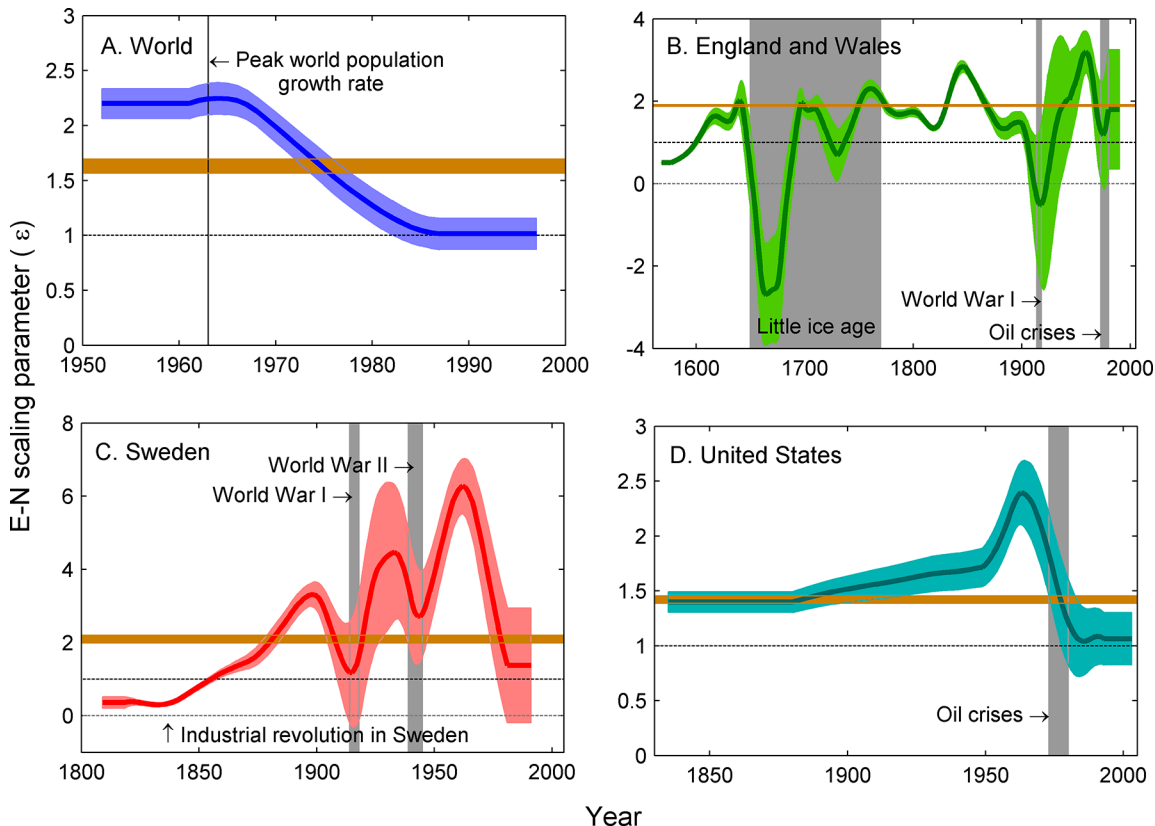 E-N scaling parameter ( ε)
A. World
← Peak world population
growth rate
3
2.5
2
1.5
1
0.5
0
1950 1960 1970 1980 1990 2000
B. England and Wales
4
2
0
-2
-4
World War I →
Little ice age
Oil crises →
1600 1700 1800 1900 2000
C. Sweden
8
6
4
2
0
World War II →
World War I →
↑ Industrial revolution in Sweden
1800 1850 1900 1950 2000
D. United States
3
2.5
2
1.5
1
0.5
0
Oil crises →
1850 1900 1950 2000
Year